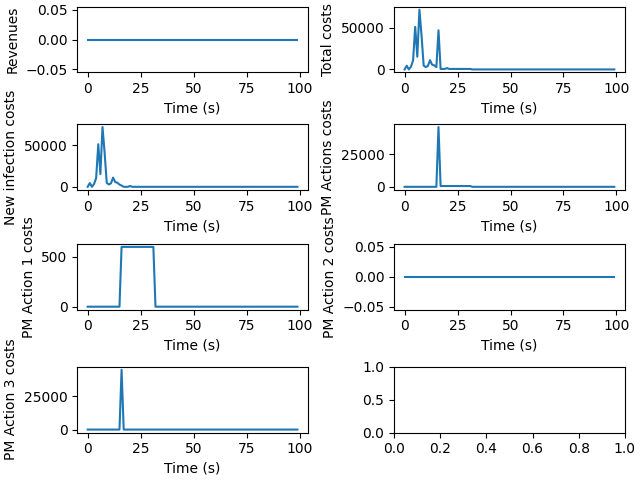 Revenues
0.05
0.00
−0.05
0 25 50 75 100
Time (s)
Total costs
50000
0
0 25 50 75 100
Time (s)
New infection costs
50000
0
0 25 50 75 100
Time (s)
PM Actions costs
25000
0
0 25 50 75 100
Time (s)
PM Action 1 costs
500
0
0 25 50 75 100
Time (s)
PM Action 2 costs
0.05
0.00
−0.05
0 25 50 75 100
Time (s)
PM Action 3 costs
25000
0
0 25 50 75 100
Time (s)
1.0
0.5
0.0
0.0 0.2 0.4 0.6 0.8 1.0